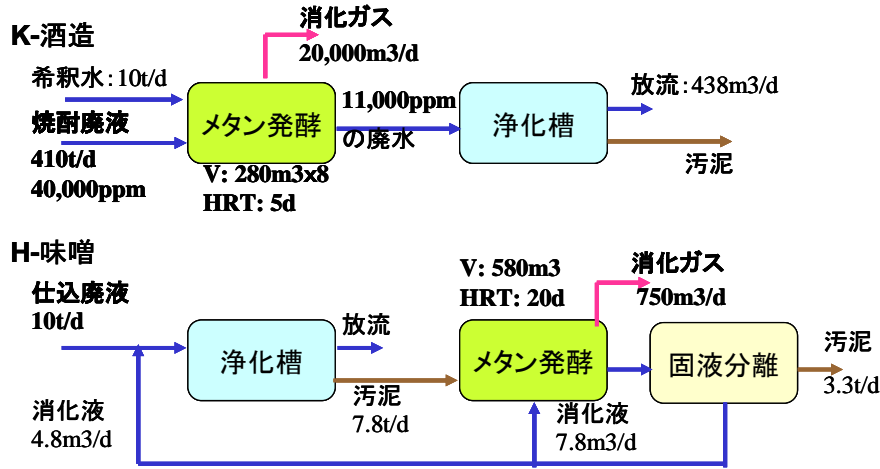 K-酒造
消化ガス
20,000m3/d
希釈水：10t/d
焼酎廃液
410t/d
40,000ppm
メタン発酵
V: 280m3x8
HRT: 5d
11,000ppm
の廃水
浄化槽
放流：438m3/d
汚泥
H-味噌
仕込廃液
10t/d
浄化槽
放流
汚泥
7.8t/d
V: 580m3
HRT: 20d
消化ガス
750m3/d
メタン発酵
固液分離
汚泥
3.3t/d
消化液
4.8m3/d
消化液
7.8m3/d